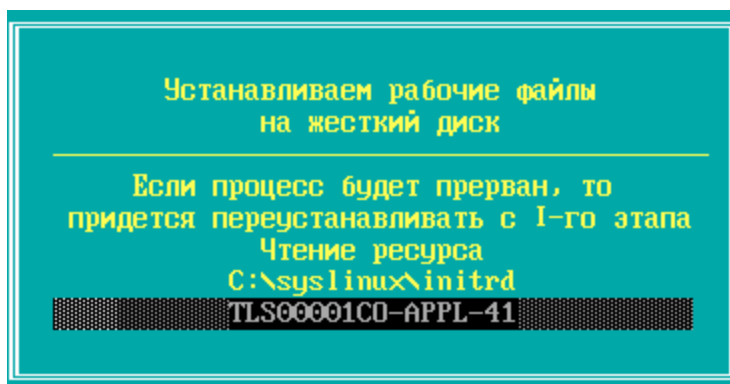 Устанавливаем рабочие файлы
на жесткий диск
Если процесс будет прерван, то
придется переустанавливать с I-го этапа
Чтение ресурса
C:\syslinux\initrd
TLS00001CO-APPL-41